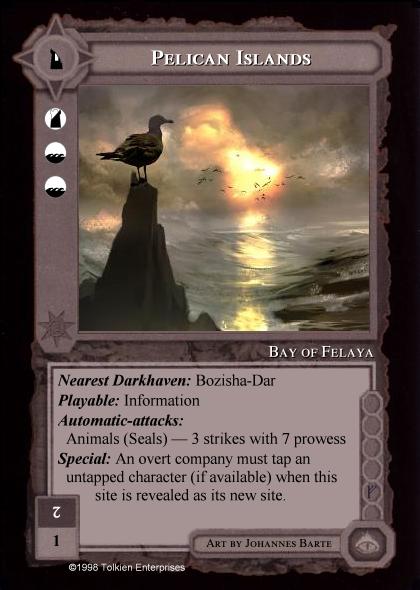 PELICAN ISLANDS
BAY OF FELAYA
Nearest Darkhaven: Bozisha-Dar
Playable: Information
Automatic-attacks:
Animals (Seals) — 3 strikes with 7 prowess
Special: An overt company must tap an
untapped character (if available) when this
site is revealed as its new site.
2
1
ART BY JOHANNES BARTE
©1998 Tolkien Enterprises